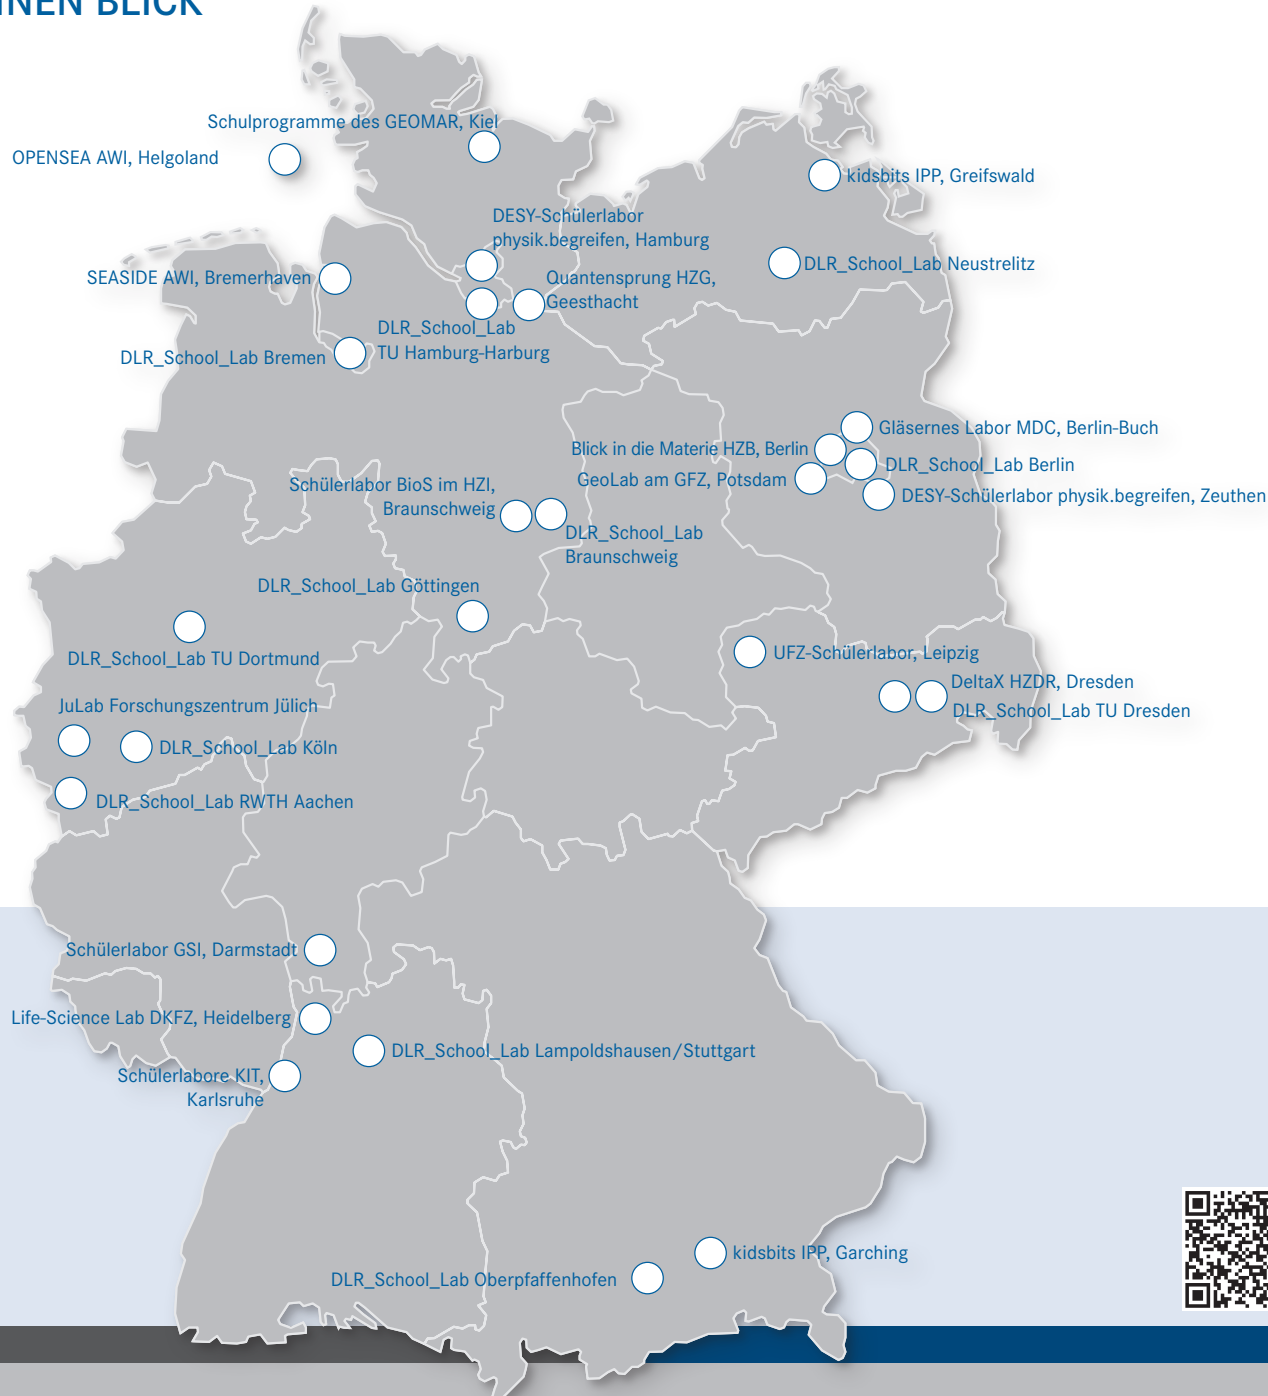 INEN BLICK
Schulprogramme des GEOMAR, Kiel
OPENSEA AWI, Helgoland
kidsbits IPP, Greifswald
DESY-Schülerlabor
physik.begreifen, Hamburg
DLR_School_Lab Neustrelitz
SEASIDE AWI, Bremerhaven
Quantensprung HZG,
Geesthacht
DLR_School_Lab
TU Hamburg-Harburg
DLR_School_Lab Bremen
Gläsernes Labor MDC, Berlin-Buch
Blick in die Materie HZB, Berlin
DLR_School_Lab Berlin
GeoLab am GFZ, Potsdam
DESY-Schülerlabor physik.begreifen, Zeuthen
Schülerlabor BioS im HZI,
Braunschweig
DLR_School_Lab
Braunschweig
DLR_School_Lab Göttingen
DLR_School_Lab TU Dortmund
UFZ-Schülerlabor, Leipzig
DeltaX HZDR, Dresden
DLR_School_Lab TU Dresden
JuLab Forschungszentrum Jülich
DLR_School_Lab Köln
DLR_School_Lab RWTH Aachen
Schülerlabor GSI, Darmstadt
Life-Science Lab DKFZ, Heidelberg
DLR_School_Lab Lampoldshausen/Stuttgart
Schülerlabore KIT,
Karlsruhe
kidsbits IPP, Garching
DLR_School_Lab Oberpfaffenhofen